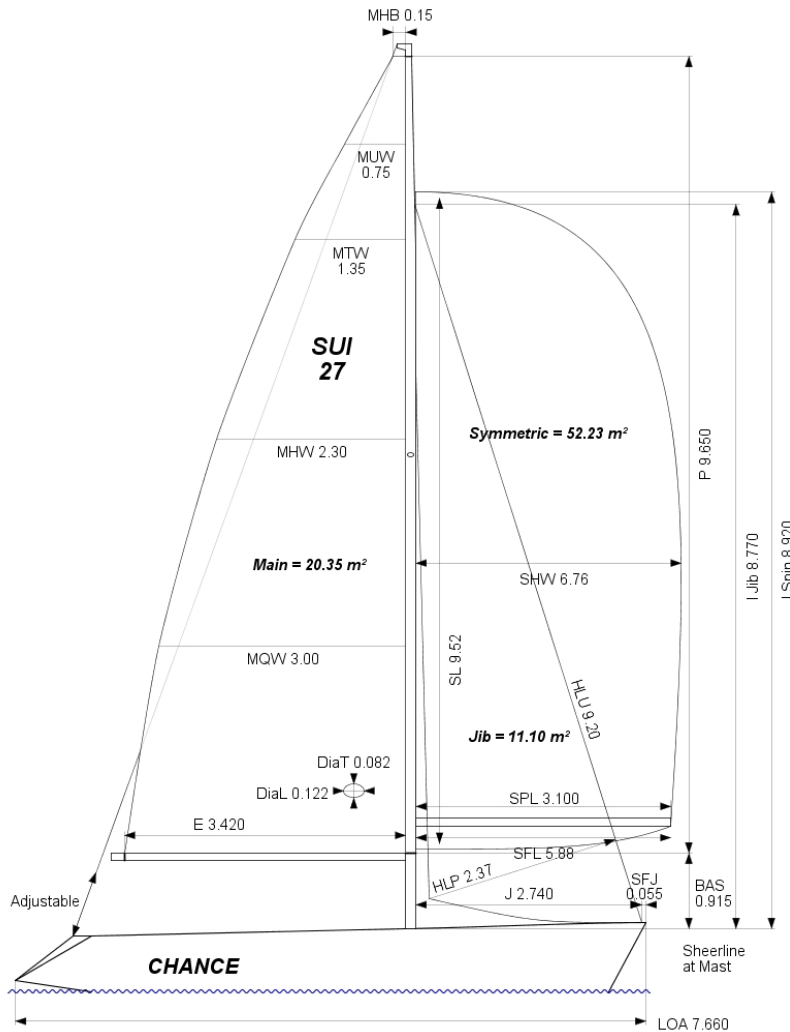 MHB 0.15
MUW
0.75
MTW
1.35
SUI
27
Symmetric = 52.23 m²
P 9.650
MHW 2.30
I Jib 8.770
I Spin 8.920
Main = 20.35 m²
SHW 6.76
MQW 3.00
SL 9.52
HLU 9.20
Jib = 11.10 m²
DiaT 0.082
DiaL 0.122
SPL 3.100
E 3.420
SFL 5.88
HLP 2.37
SFJ
0.055
J 2.740
BAS
0.915
Adjustable
Sheerline
at Mast
CHANCE
LOA 7.660